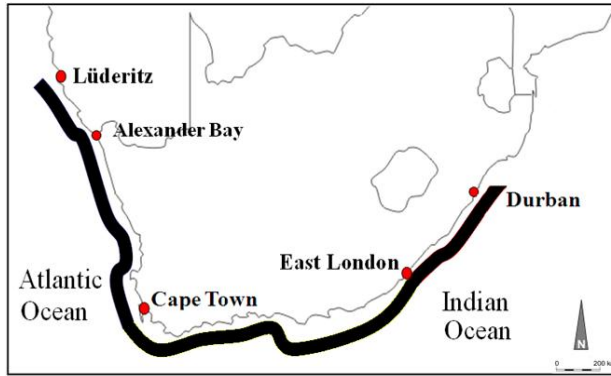 Lüderitz
Alexander Bay
Durban
East London
Atlantic
Ocean
Cape Town
Indian
Ocean
N
0 200 k